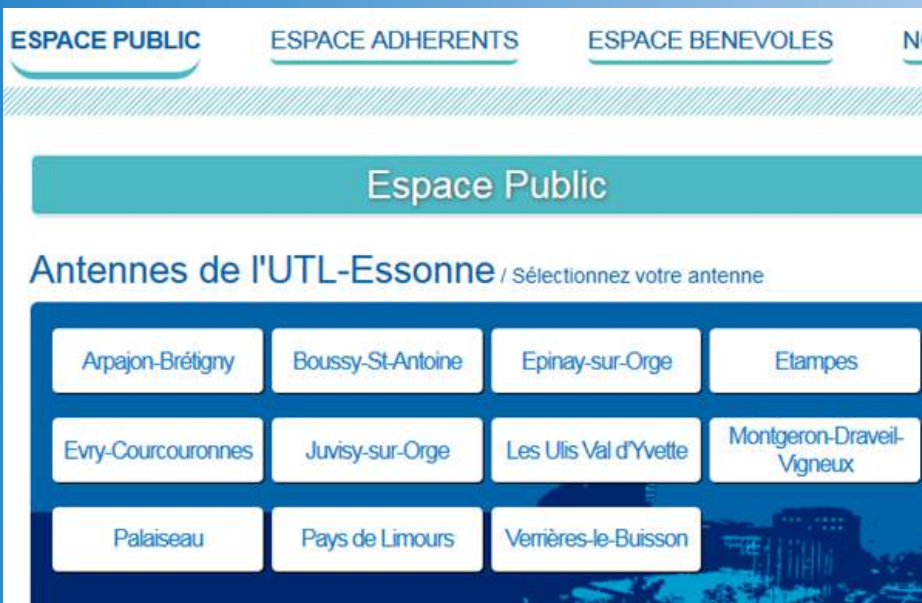 ESPACE PUBLIC ESPACE ADHERENTS ESPACE BENEVOLES
Espace Public
Antennes de l'UTL-Essonne / Sélectionnez votre antenne
Arpajon-Brétigny Boussy-St-Antoine Epinay-sur-Orge Etampes
Evry-Courcouronnes Juvisy-sur-Orge Les Ulis Val d'Yvette Montgeron-Draveil-
Vigneux
Palaiseau Pays de Limours Verrières-le-Buisson